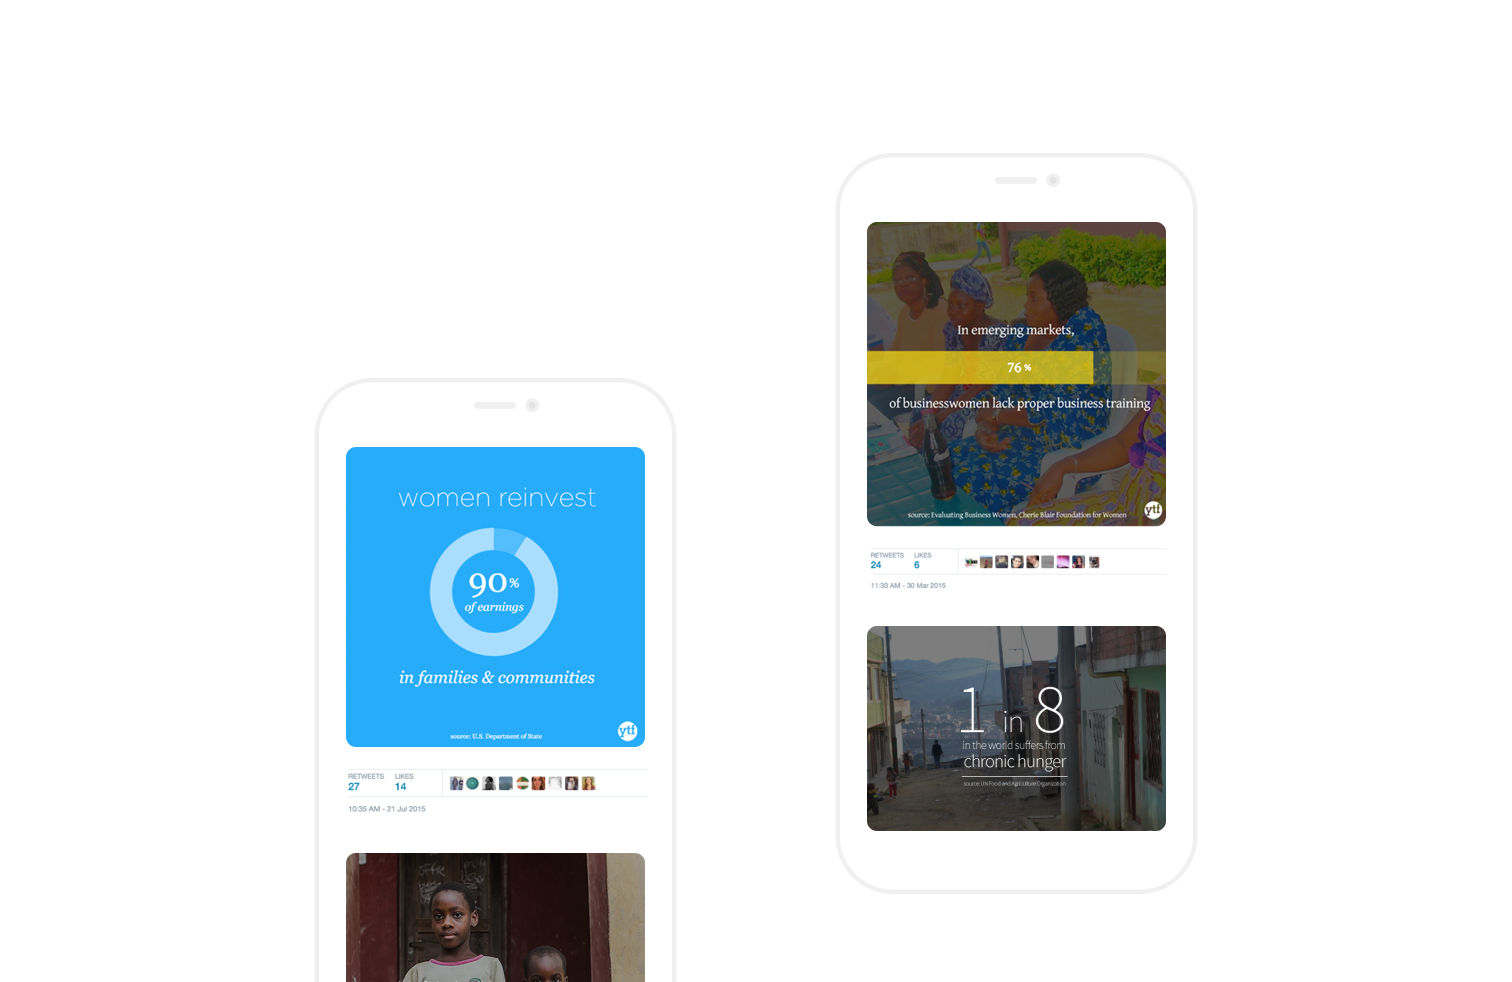 women reinvest
90%
of earnings
in families & communities
source: U.S. Department of State
ytf
RETWEETS LIKES
27 14
10:35 AM - 21 Jul 2015
In emerging markets,
76 %
of businesswomen lack proper business training
source: Evaluating Business Women, Cherie Blair Foundation for Women
ytf
RETWEETS LIKES
24 6
11:39 AM - 30 Mar 2015
1 in 8
in the world suffers from
chronic hunger
source: UN Food and Agriculture Organization